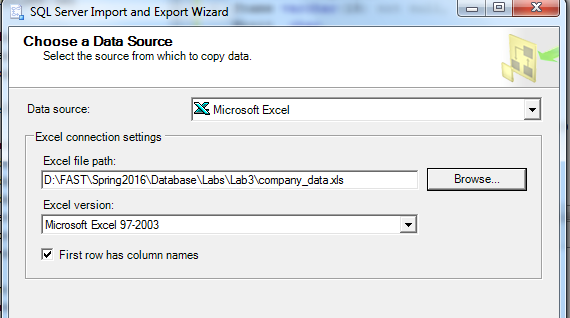 SQL Server Import and Export Wizard
Choose a Data Source
Select the source from which to copy data.
Data source:
Microsoft Excel
Excel connection settings
Excel file path:
D:\FAST\Spring2016\Database\Labs\Lab3\company_data.xls
Browse...
Excel version:
Microsoft Excel 97-2003
First row has column names